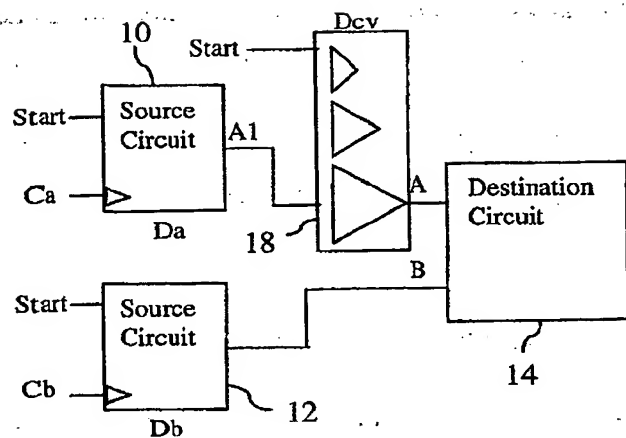 10
Dcv
Start
Start
Source
Circuit
A1
Ca
Da
18
A
Destination
Circuit
B
Start
Source
Circuit
Cb
Db
12
14